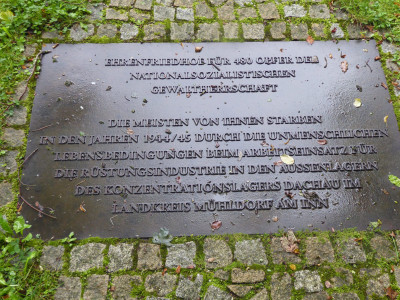 EHRENFRIEDHOF FÜR 480 OPFER DER
NATIONALSOZIALISTISCHEN
GEWALTHERRSCHAFT
DIE MEISTEN VON IHNEN STARBEN
IN DEN JAHREN 1944/45 DURCH DIE UNMENSCHLICHEN
LEBENSBEDINGUNGEN BEIM ARBEITSEINSATZ FÜR
DIE RÜSTUNGSINDUSTRIE IN DEN AUSSENLAGERN
DES KONZENTRATIONSLAGERS DACHAU IM
LANDKREIS MÜHLDORF AM INN